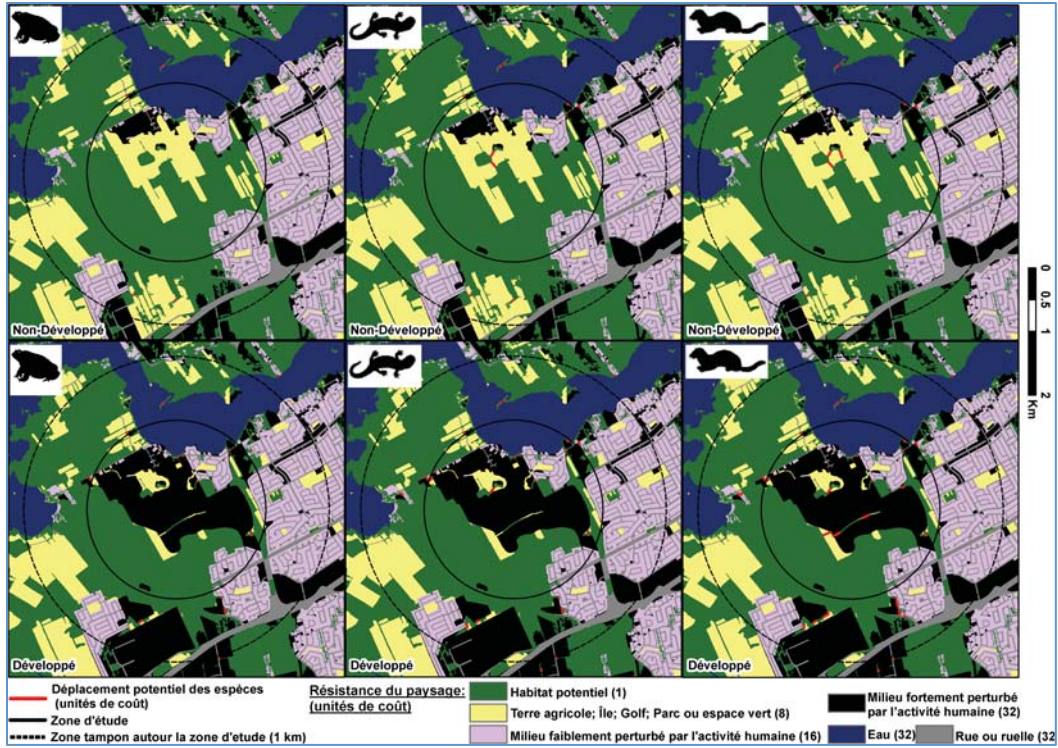 Non-Développé
Non-Développé
Non-Développé
Développé
Développé
Développé
0
0.5
1
2
Km
Déplacement potentiel des espèces
(unités de coût)
Zone d'étude
Zone tampon autour la zone d'etude (1 km)
Résistance du paysage:
(unités de coût)
Habitat potentiel (1)
Terre agricole; Île; Golf; Parc ou espace vert (8)
Milieu faiblement perturbé par l'activité humaine (16)
Milieu fortement perturbé
par l'activité humaine (32)
Eau (32)
Rue ou ruelle (32